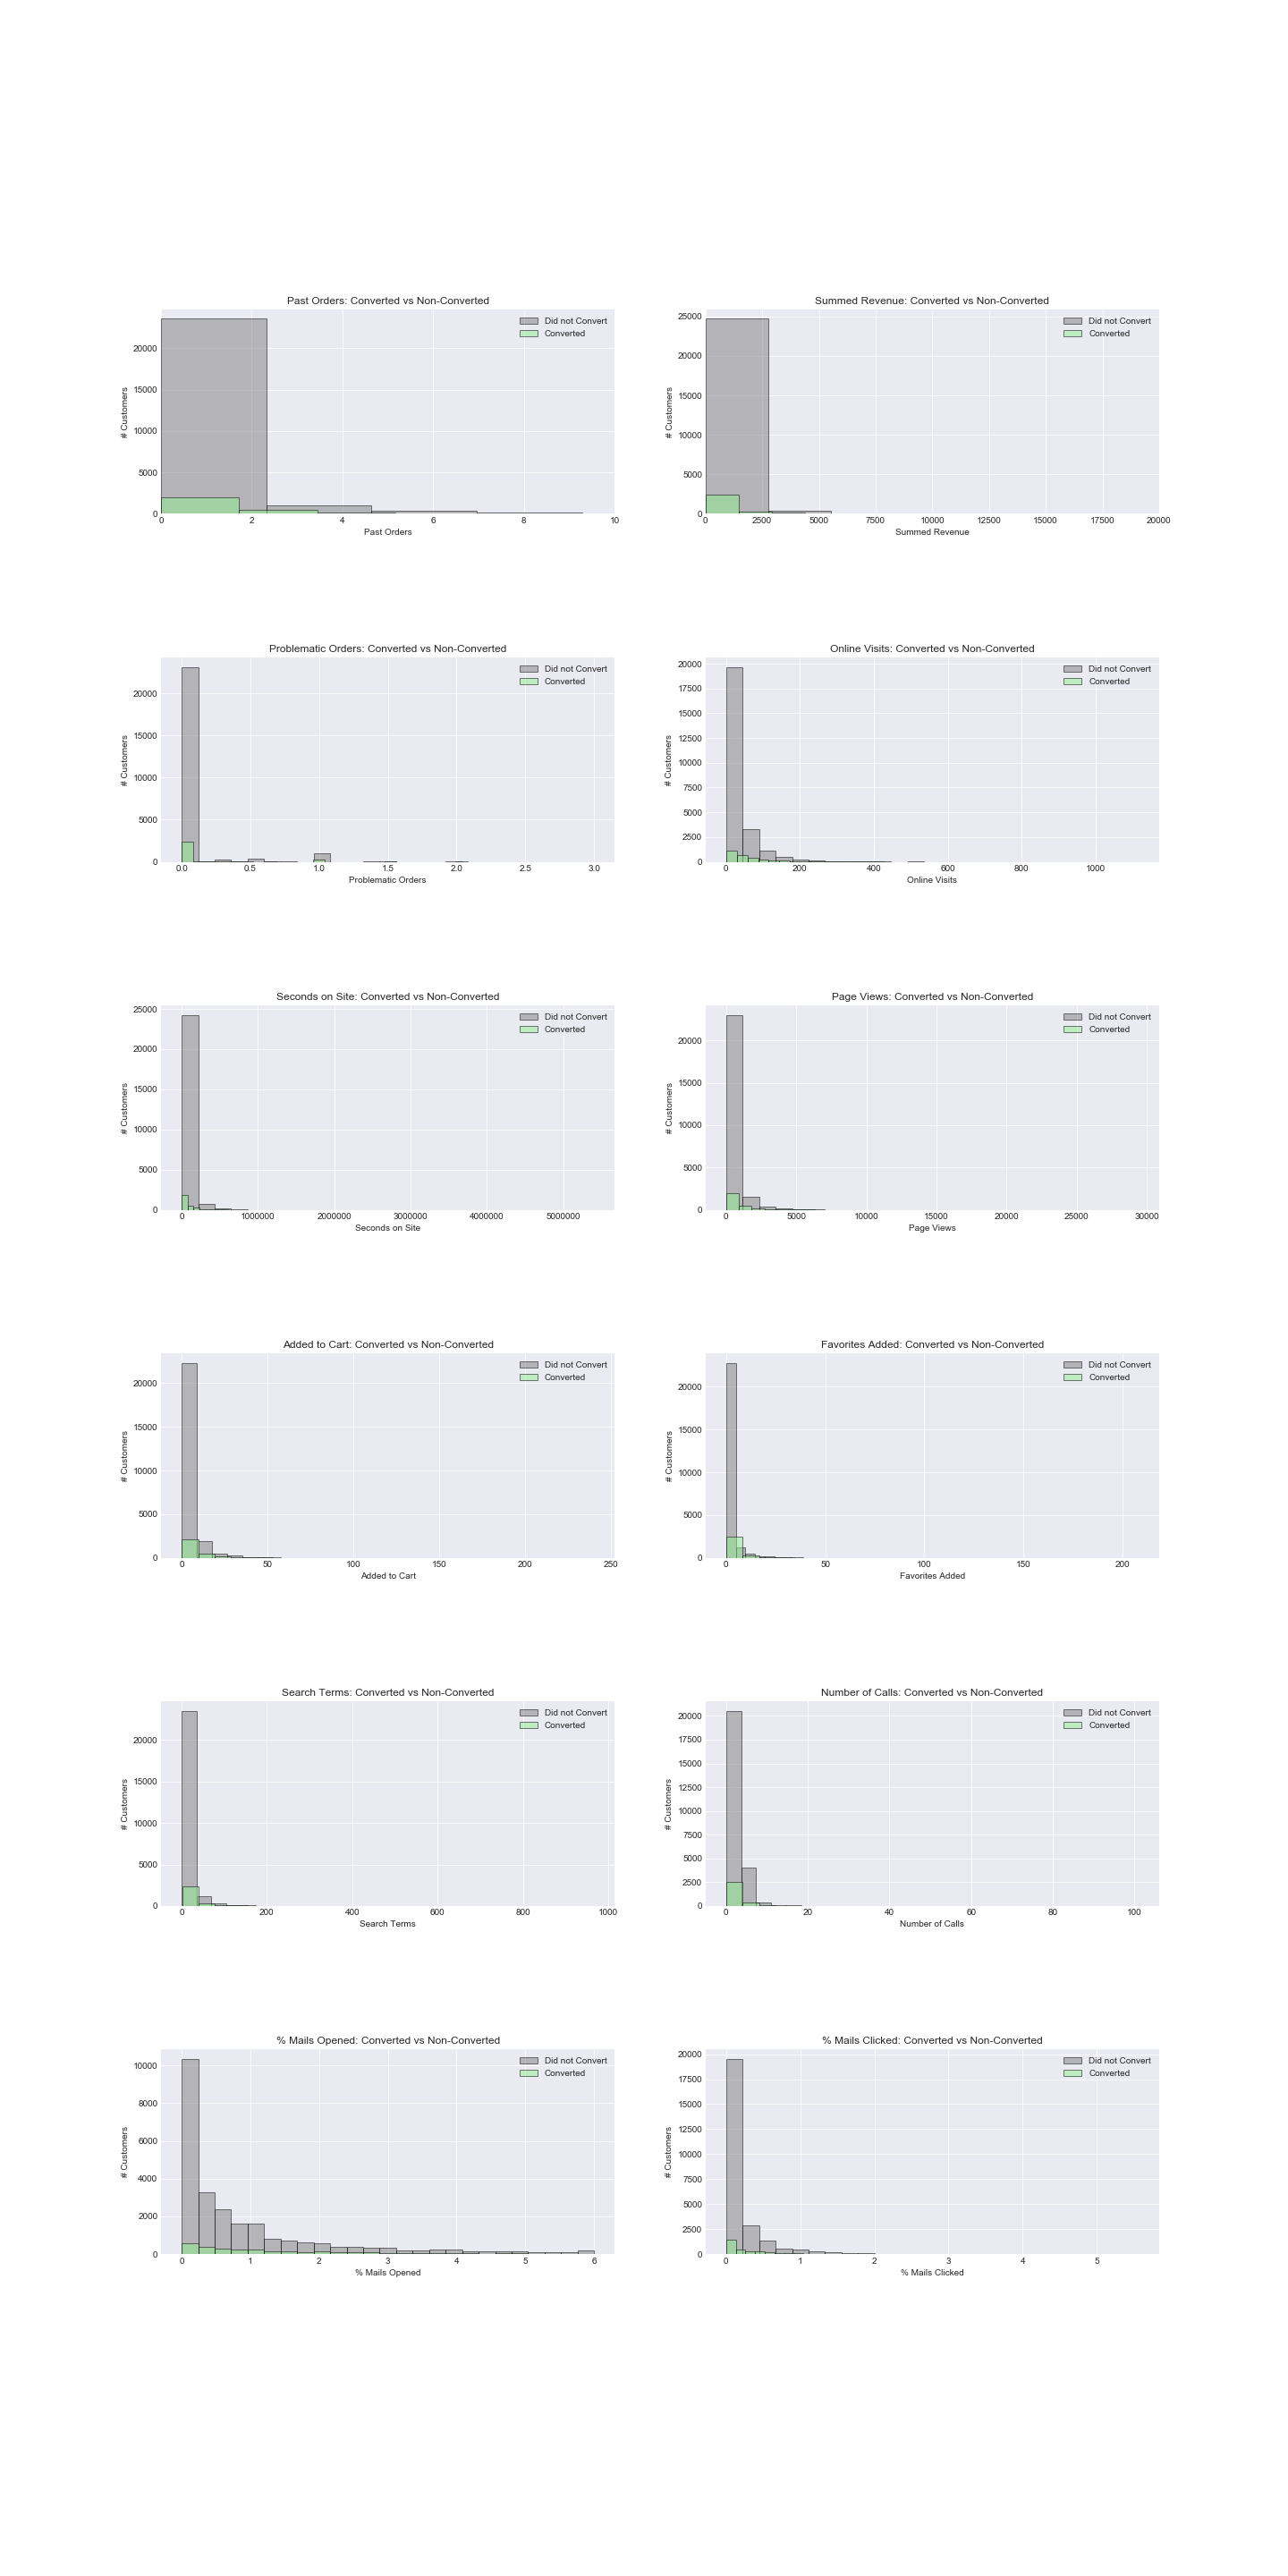 Past Orders: Converted vs Non-Converted
Did not Convert
Converted
# Customers
20000
15000
10000
5000
0
0 2 4 6 8 10
Past Orders
Summed Revenue: Converted vs Non-Converted
Did not Convert
Converted
# Customers
25000
20000
15000
10000
5000
0
0 2500 5000 7500 10000 12500 15000 17500 20000
Summed Revenue
Problematic Orders: Converted vs Non-Converted
Did not Convert
Converted
# Customers
20000
15000
10000
5000
0
0.0 0.5 1.0 1.5 2.0 2.5 3.0
Problematic Orders
Online Visits: Converted vs Non-Converted
Did not Convert
Converted
# Customers
20000
17500
15000
12500
10000
7500
5000
2500
0
0 200 400 600 800 1000
Online Visits
Seconds on Site: Converted vs Non-Converted
Did not Convert
Converted
# Customers
25000
20000
15000
10000
5000
0
0 1000000 2000000 3000000 4000000 5000000
Seconds on Site
Page Views: Converted vs Non-Converted
Did not Convert
Converted
# Customers
20000
15000
10000
5000
0
0 5000 10000 15000 20000 25000 30000
Page Views
Added to Cart: Converted vs Non-Converted
Did not Convert
Converted
# Customers
20000
15000
10000
5000
0
0 50 100 150 200 250
Added to Cart
Favorites Added: Converted vs Non-Converted
Did not Convert
Converted
# Customers
20000
15000
10000
5000
0
0 50 100 150 200
Favorites Added
Search Terms: Converted vs Non-Converted
Did not Convert
Converted
# Customers
20000
15000
10000
5000
0
0 200 400 600 800 1000
Search Terms
Number of Calls: Converted vs Non-Converted
Did not Convert
Converted
# Customers
20000
17500
15000
12500
10000
7500
5000
2500
0
0 20 40 60 80 100
Number of Calls
% Mails Opened: Converted vs Non-Converted
Did not Convert
Converted
# Customers
10000
8000
6000
4000
2000
0
0 1 2 3 4 5 6
% Mails Opened
% Mails Clicked: Converted vs Non-Converted
Did not Convert
Converted
# Customers
20000
17500
15000
12500
10000
7500
5000
2500
0
0 1 2 3 4 5
% Mails Clicked